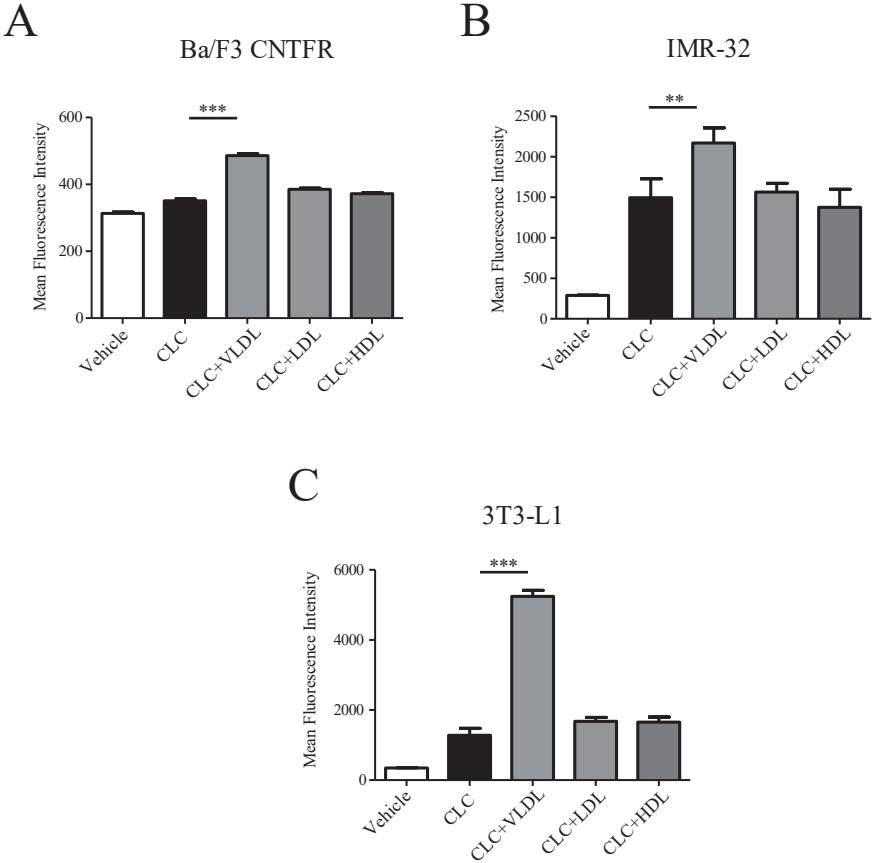 A
Ba/F3 CNTFR
***
Mean Fluorescence Intensity
600
400
200
0
Vehicle
CLC
CLC+VLDL
CLC+LDL
CLC+HDL
B
IMR-32
**
Mean Fluorescence Intensity
2500
2000
1500
1000
500
0
Vehicle
CLC
CLC+VLDL
CLC+LDL
CLC+HDL
C
3T3-L1
***
Mean Fluorescence Intensity
6000
4000
2000
0
Vehicle
CLC
CLC+VLDL
CLC+LDL
CLC+HDL